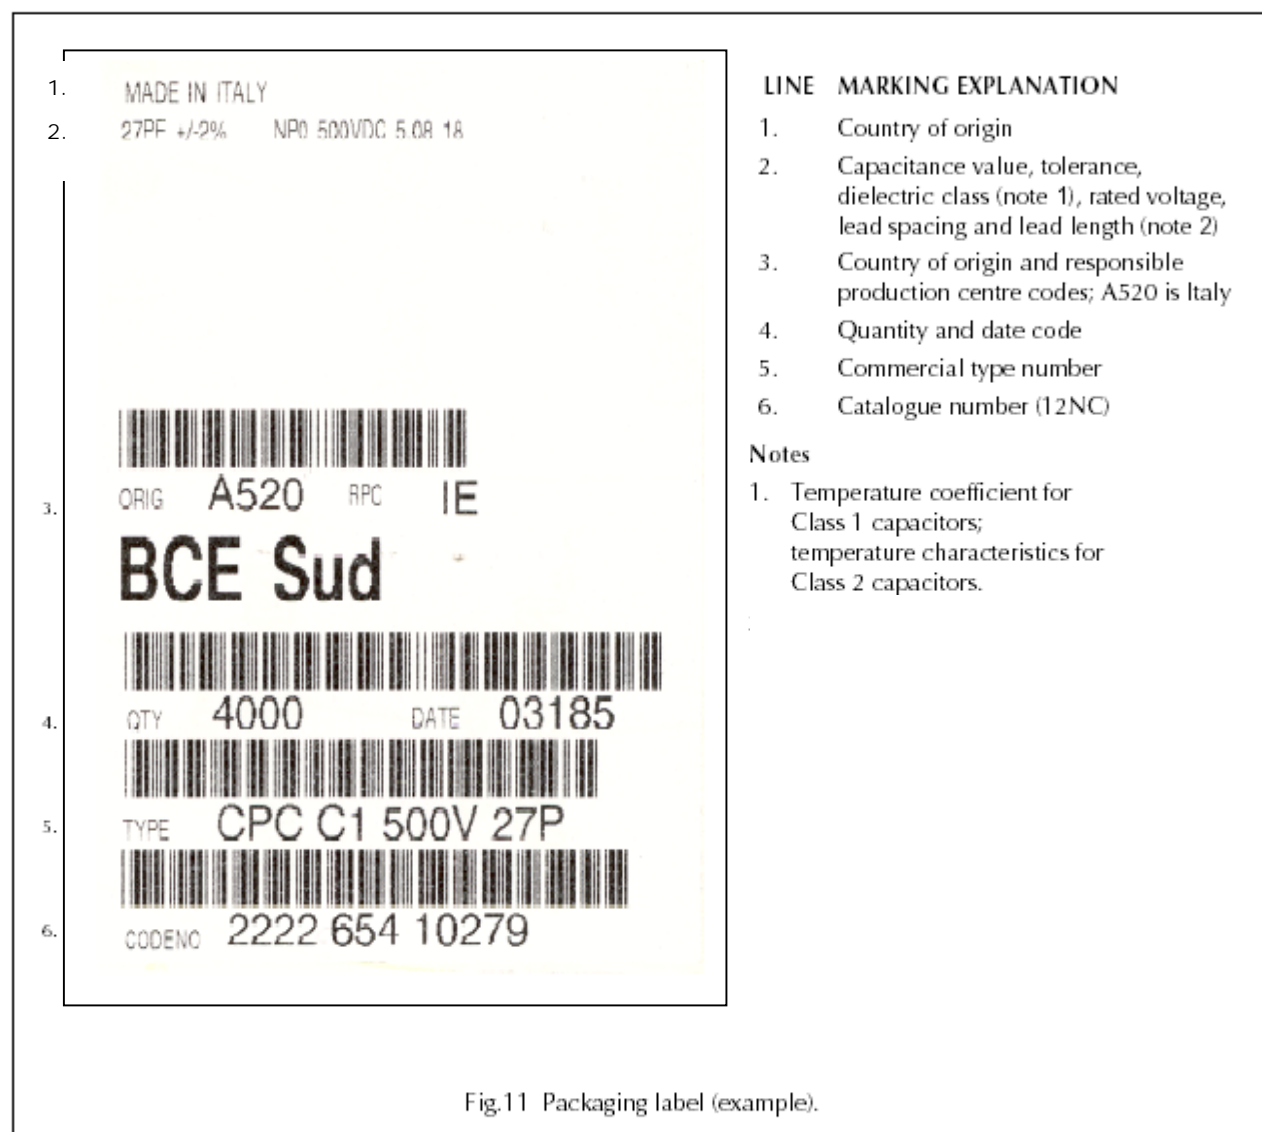 1.
MADE IN ITALY
2.
27PF +/-2% NP0 500VDC 5.08 18
3.
ORIG A520 RPC IE
BCE Sud
4.
QTY 4000 DATE 03185
5.
TYPE CPC C1 500V 27P
6.
CODENO 2222 654 10279
LINE MARKING EXPLANATION
1. Country of origin
2. Capacitance value, tolerance,
dielectric class (note 1), rated voltage,
lead spacing and lead length (note 2)
3. Country of origin and responsible
production centre codes; A520 is Italy
4. Quantity and date code
5. Commercial type number
6. Catalogue number (12NC)
Notes
1. Temperature coefficient for
Class 1 capacitors;
temperature characteristics for
Class 2 capacitors.
Fig.11 Packaging label (example).